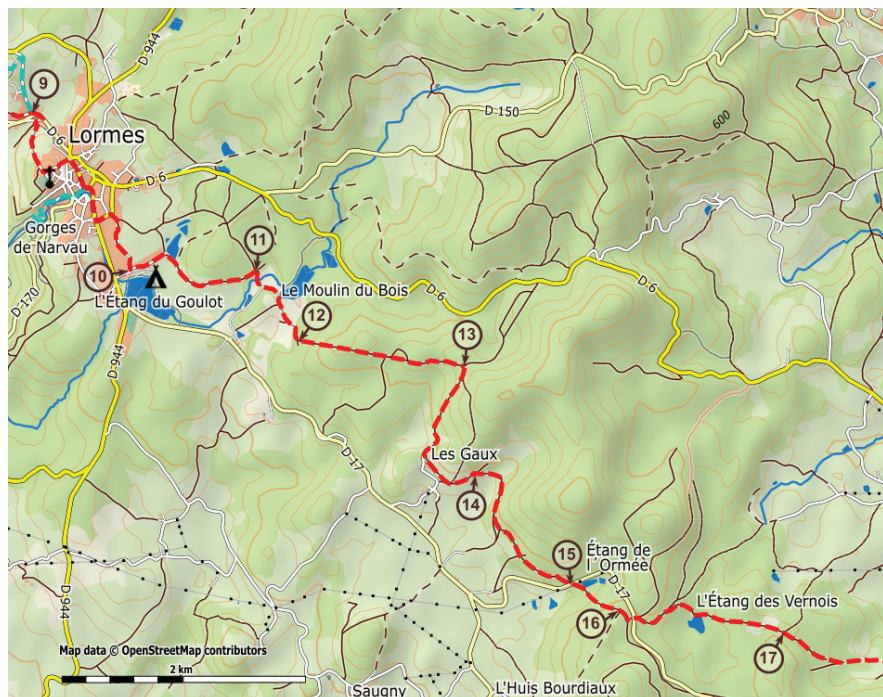 D-944
9
D 150
600
D 6
Lormes
D-6
Gorges
de Narvau
11
10
Le Moulin du Bois
D-6
D-6
L'Étang du Goulot
D-170
12
13
D-944
D-17
Les Gaux
14
15
Étang de
l´Ormée
D-17
D-944
16
L'Étang des Vernois
17
Map data © OpenStreetMap contributors
2 km
Saugny
L'Huis Bourdiaux